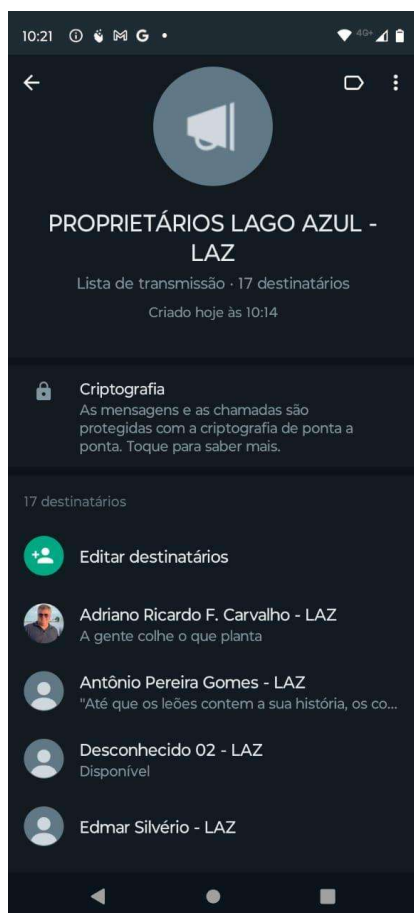 10:21 G
4G+
PROPRIETÁRIOS LAGO AZUL -
LAZ
Lista de transmissão · 17 destinatários
Criado hoje às 10:14
Criptografia
As mensagens e as chamadas são
protegidas com a criptografia de ponta a
ponta. Toque para saber mais.
17 destinatários
Editar destinatários
Adriano Ricardo F. Carvalho - LAZ
A gente colhe o que planta
Antônio Pereira Gomes - LAZ
"Até que os leões contem a sua história, os co...
Desconhecido 02 - LAZ
Disponível
Edmar Silvério - LAZ